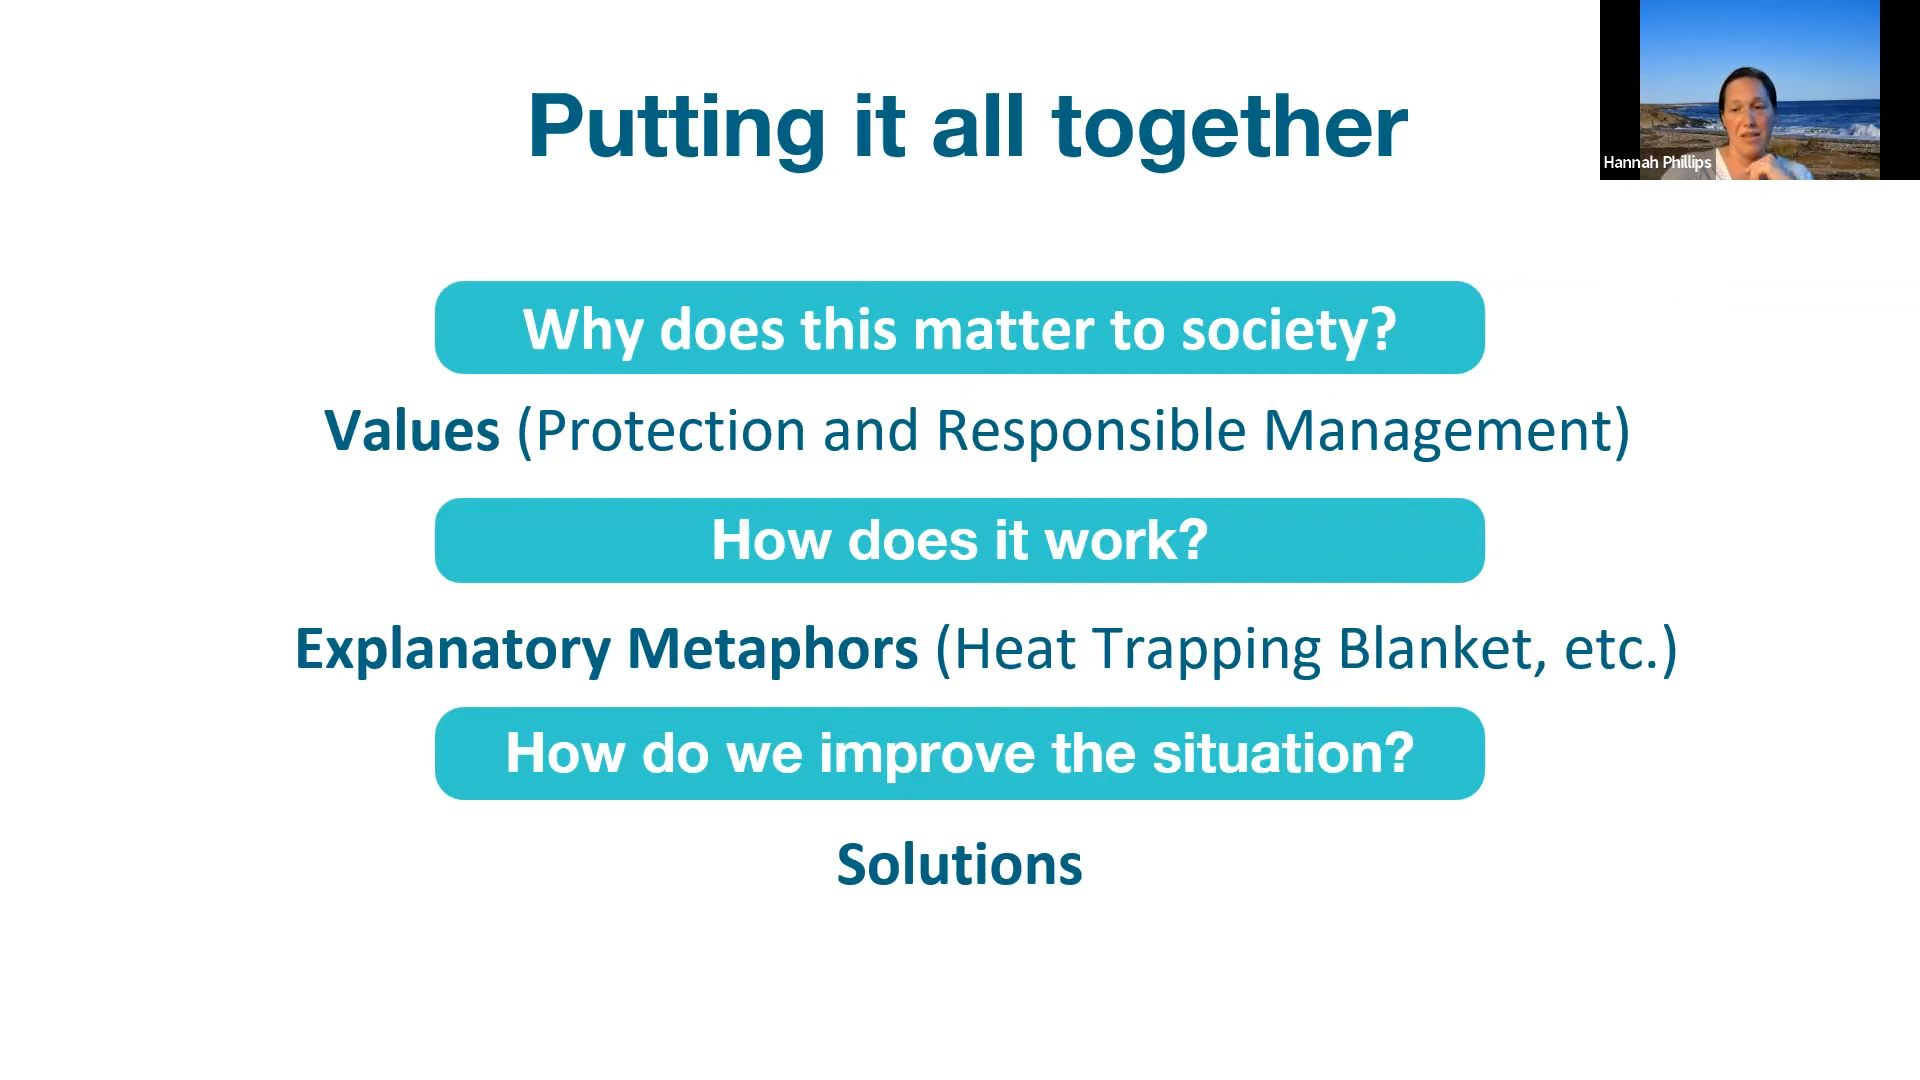 Putting it all together
Hannah Phillips
Why does this matter to society?
Values (Protection and Responsible Management)
How does it work?
Explanatory Metaphors (Heat Trapping Blanket, etc.)
How do we improve the situation?
Solutions